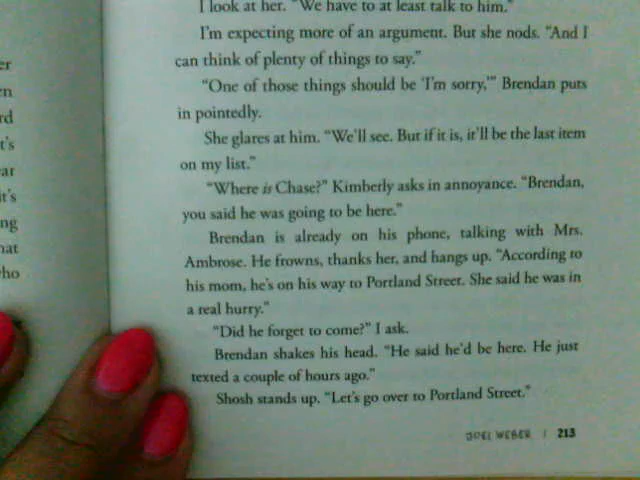 I look at her. "We have to at least talk to him."
I'm expecting more of an argument. But she nods. "And I
can think of plenty of things to say."
"One of those things should be 'I'm sorry,'" Brendan puts
in pointedly.
She glares at him. "We'll see. But if it is, it'll be the last item
on my list."
"Where is Chase?" Kimberly asks in annoyance. "Brendan,
you said he was going to be here."
Brendan is already on his phone, talking with Mrs.
Ambrose. He frowns, thanks her, and hangs up. "According to
his mom, he's on his way to Portland Street. She said he was in
a real hurry."
"Did he forget to come?" I ask.
Brendan shakes his head. "He said he'd be here. He just
texted a couple of hours ago."
Shosh stands up. "Let's go over to Portland Street."
JOEL WEBER | 213